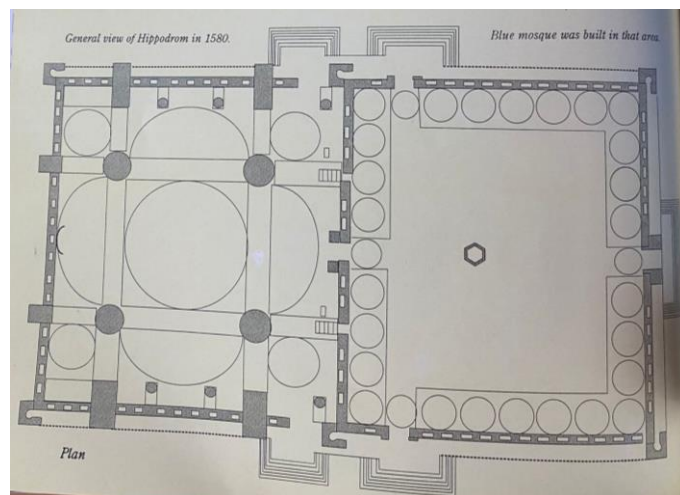 General view of Hippodrom in 1580.
Blue mosque was built in that area.
Plan